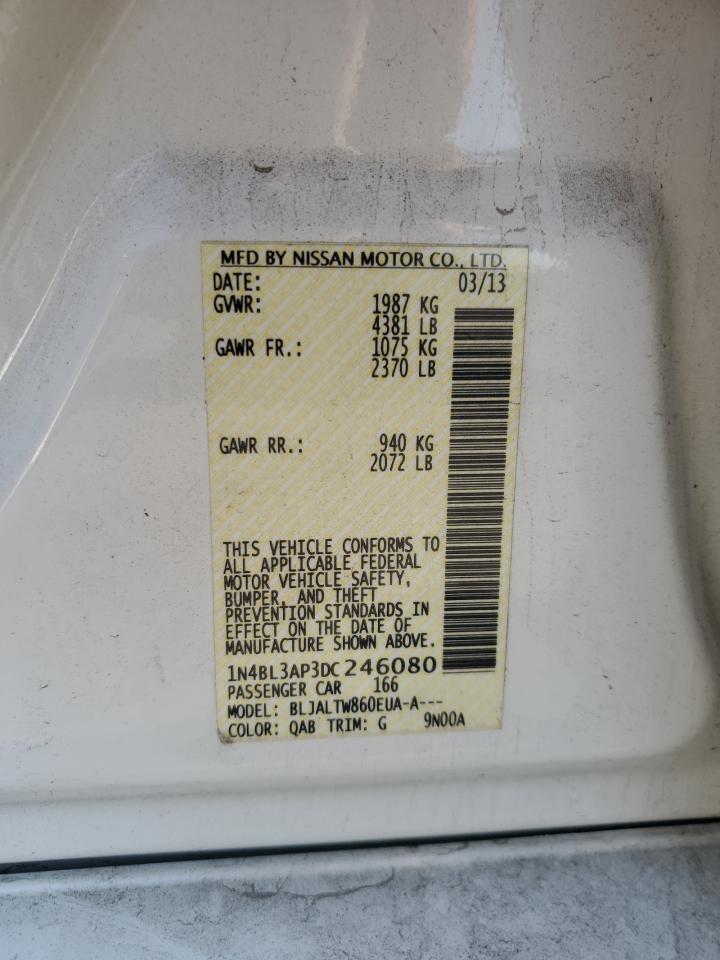 MFD BY NISSAN MOTOR CO., LTD.
DATE: 03/13
GVWR: 1987 KG
4381 LB
GAWR FR.: 1075 KG
2370 LB
GAWR RR.: 940 KG
2072 LB
THIS VEHICLE CONFORMS TO
ALL APPLICABLE FEDERAL
MOTOR VEHICLE SAFETY,
BUMPER, AND THEFT
PREVENTION STANDARDS IN
EFFECT ON THE DATE OF
MANUFACTURE SHOWN ABOVE.
1N4BL3AP3DC246080
PASSENGER CAR 166
MODEL: BLJALTW860EUA-A---
COLOR: QAB TRIM: G 9N00A